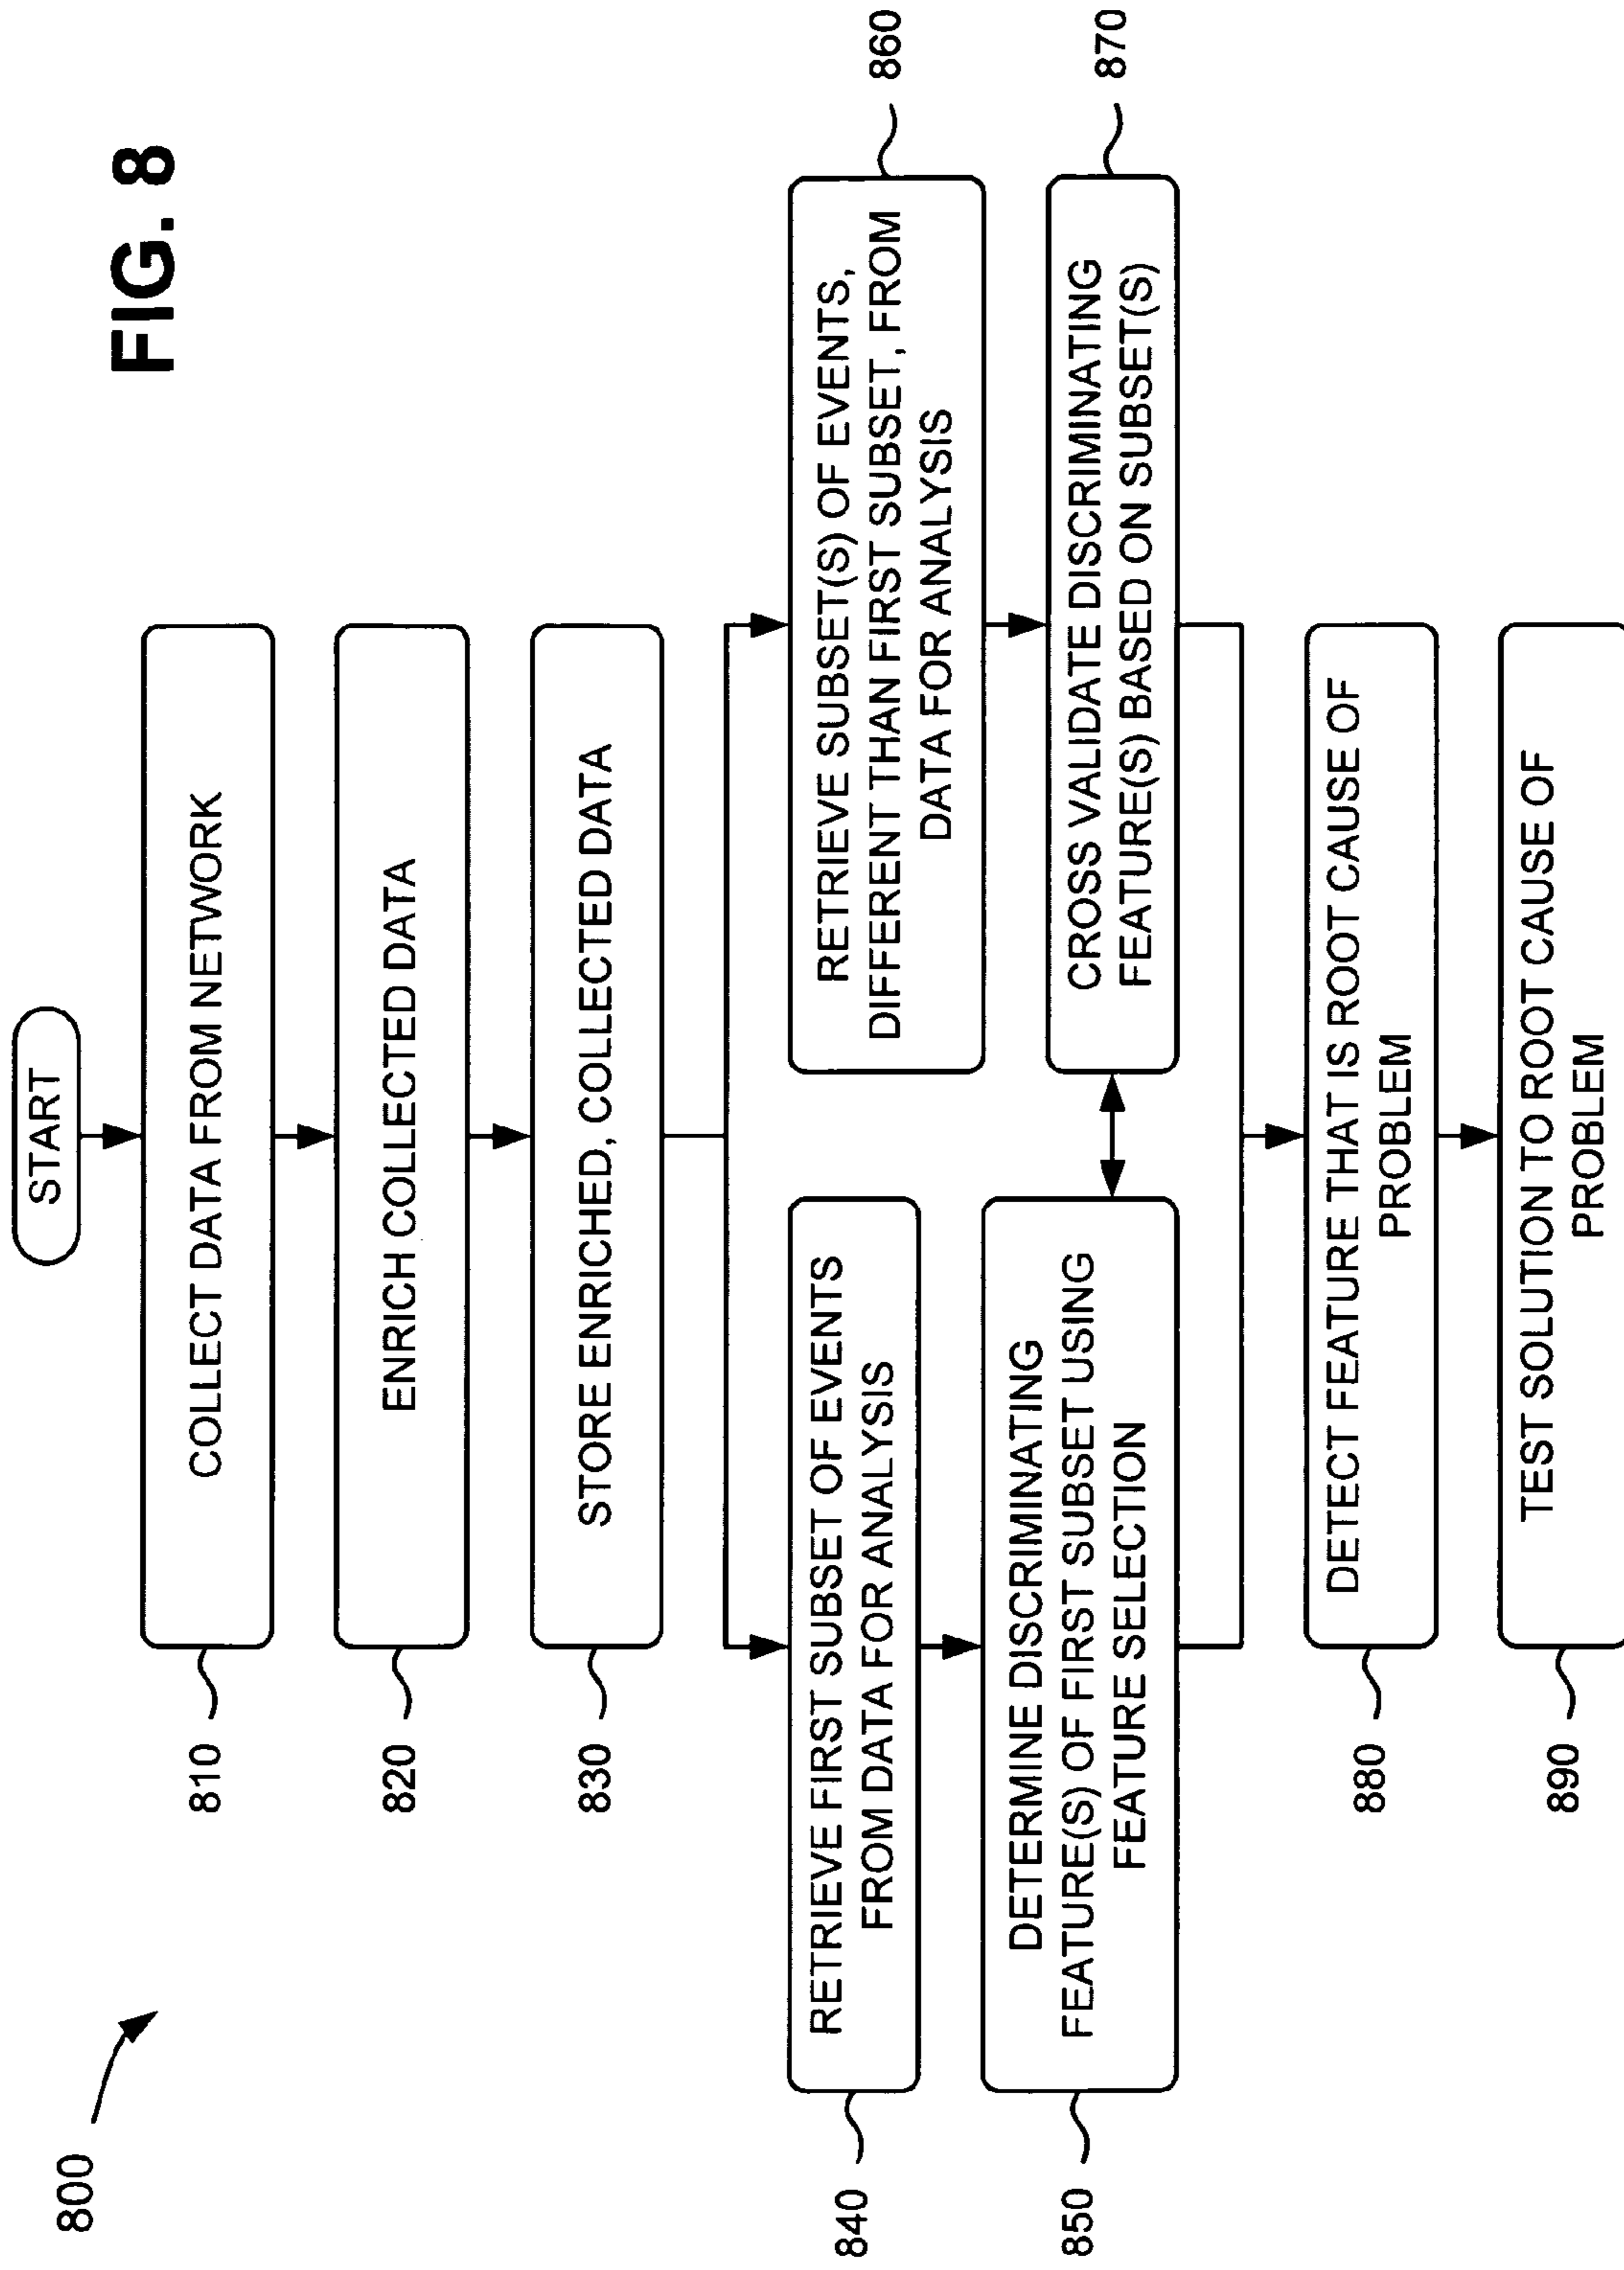 800
FIG. 8
START
810
COLLECT DATA FROM NETWORK
820
ENRICH COLLECTED DATA
830
STORE ENRICHED, COLLECTED DATA
840
RETRIEVE FIRST SUBSET OF EVENTS
FROM DATA FOR ANALYSIS
850
DETERMINE DISCRIMINATING
FEATURE(S) OF FIRST SUBSET USING
FEATURE SELECTION
860
RETRIEVE SUBSET(S) OF EVENTS,
DIFFERENT THAN FIRST SUBSET, FROM
DATA FOR ANALYSIS
870
CROSS VALIDATE DISCRIMINATING
FEATURE(S) BASED ON SUBSET(S)
880
DETECT FEATURE THAT IS ROOT CAUSE OF
PROBLEM
890
TEST SOLUTION TO ROOT CAUSE OF
PROBLEM